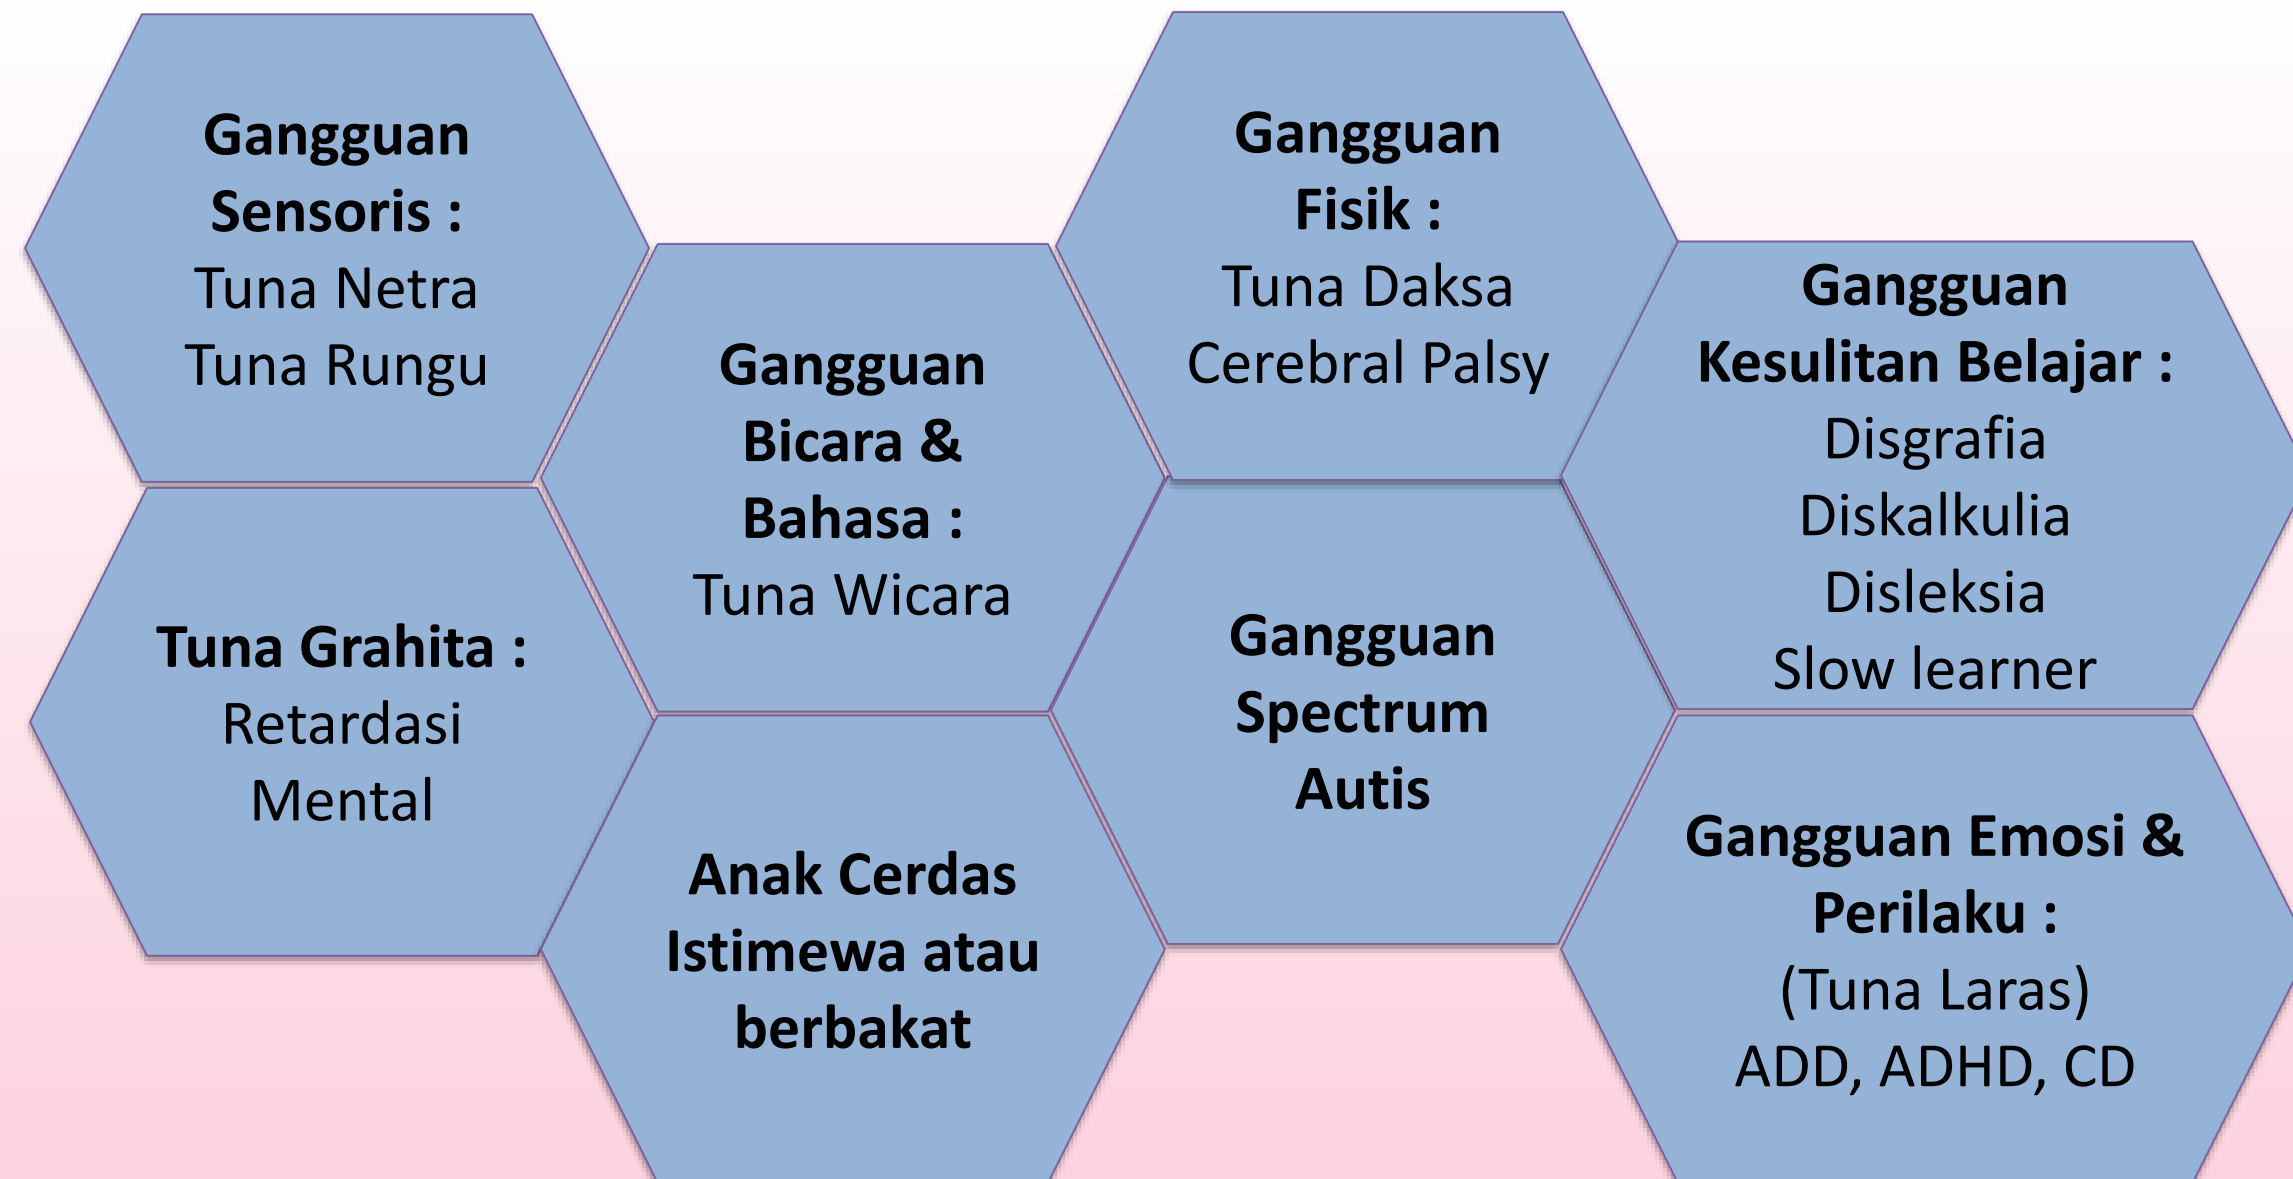 Gangguan
Sensoris :
Tuna Netra
Tuna Rungu
Gangguan
Bicara &
Bahasa :
Tuna Wicara
Gangguan
Fisik :
Tuna Daksa
Cerebral Palsy
Gangguan
Kesulitan Belajar :
Disgrafia
Diskalkulia
Disleksia
Slow learner
Tuna Grahita :
Retardasi
Mental
Anak Cerdas
Istimewa atau
berbakat
Gangguan
Spectrum
Autis
Gangguan Emosi &
Perilaku :
(Tuna Laras)
ADD, ADHD, CD